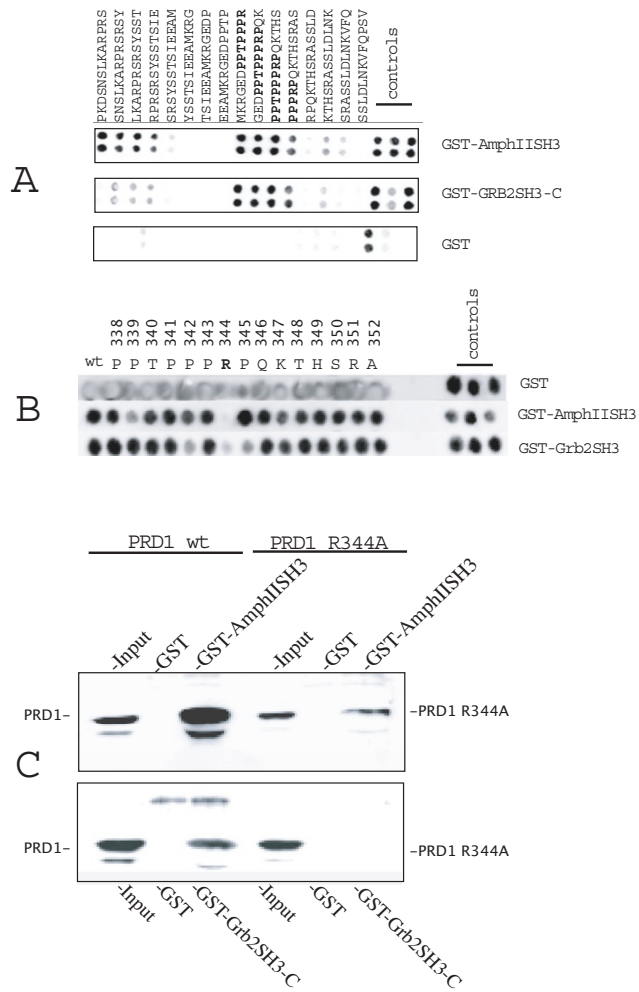 PKDSNSLKARPRS
SNSLKARPRSRSY
LKARPRSRSYSST
RPRSRSYSSTSIE
SRSYSSTSIEEAM
YSSTSIEEAMKRG
TSIEEAMKRGEDP
EEAMKRGEDPPTP
MKRGEDPPTPPPR
GEDPPTPPPRPQK
PPTPPPRPQKTHS
PPPRPQKTHSRAS
RPQKTHSRASSLD
KTHSRASSLDLNK
SRASSLDLNKVFQ
SSLDLNKVFQPSV
controls
A
GST-AmphIISH3
GST-GRB2SH3-C
GST
338 339 340 341 342 343 344 345 346 347 348 349 350 351 352
wt P P T P P P R P Q K T H S R A
controls
B
GST
GST-AmphIISH3
GST-Grb2SH3
PRD1 wt PRD1 R344A
-Input -GST -GST-AmphIISH3 -Input -GST -GST-AmphIISH3
PRD1- -PRD1 R344A
C
PRD1- -PRD1 R344A
-Input -GST -GST-Grb2SH3-C -Input -GST -GST-Grb2SH3-C